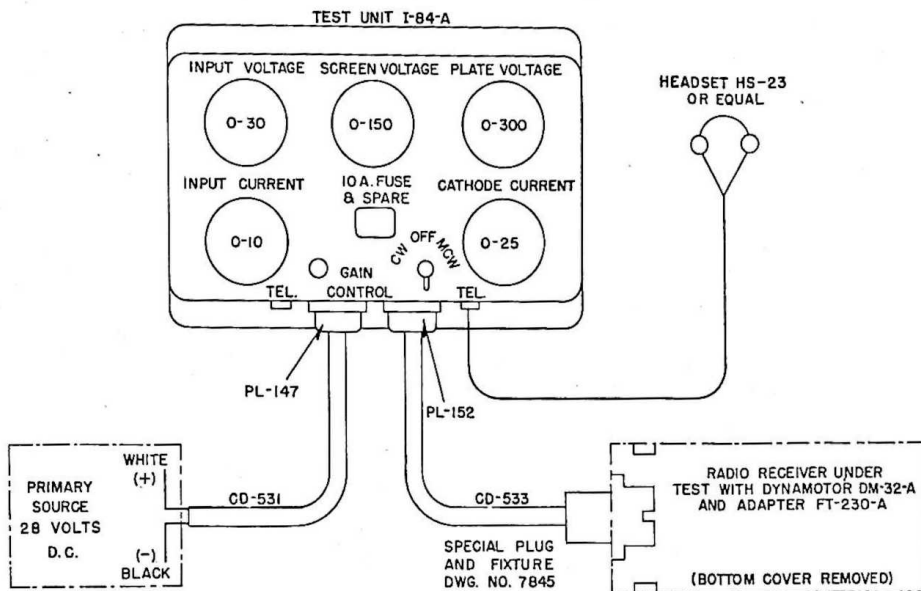 TEST UNIT I-84-A
INPUT VOLTAGE
SCREEN VOLTAGE
PLATE VOLTAGE
0-30
0-150
0-300
HEADSET HS-23
OR EQUAL
INPUT CURRENT
10 A. FUSE
& SPARE
CATHODE CURRENT
0-10
CW OFF MCW
0-25
GAIN
CONTROL
TEL.
TEL.
PL-147
PL-152
PRIMARY
SOURCE
28 VOLTS
D.C.
WHITE
(+)
(-)
BLACK
CD-531
CD-533
SPECIAL PLUG
AND FIXTURE
DWG. NO. 7845
RADIO RECEIVER UNDER
TEST WITH DYNAMOTOR DM-32-A
AND ADAPTER FT-230-A
(BOTTOM COVER REMOVED)